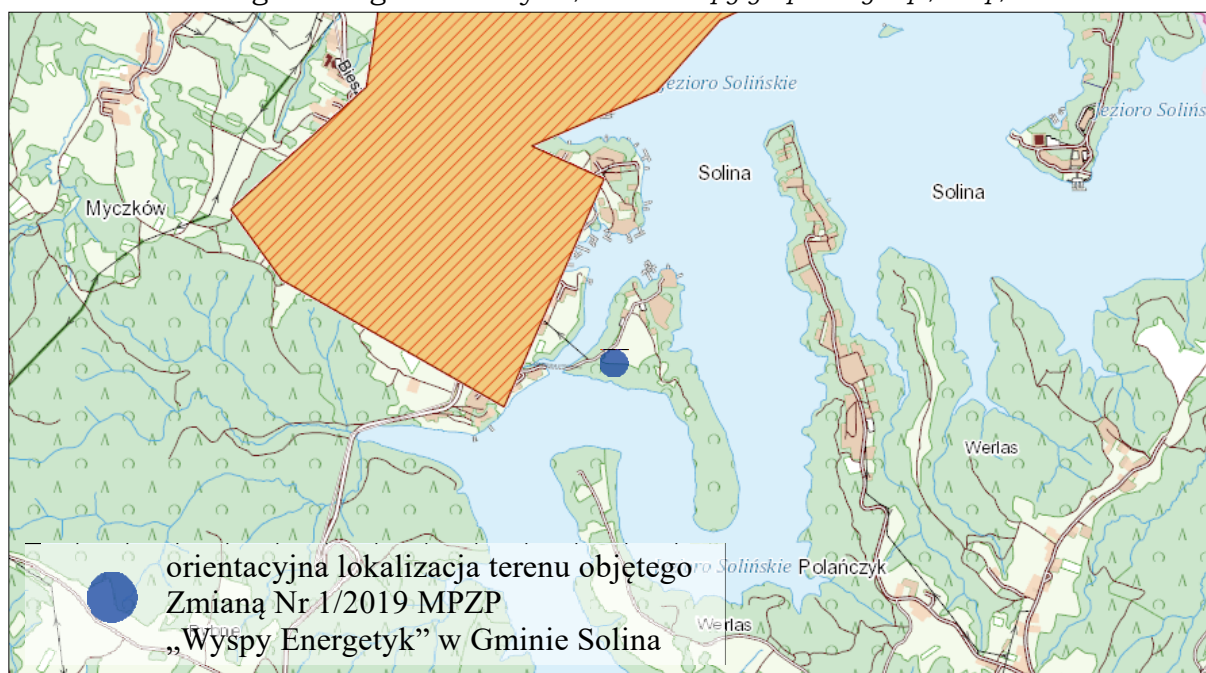 Jezioro Solińskie
Jezioro Solińs
Solina
Solina
Myczków
Werlas
Solińskie Polańczyk
Werlas
orientacyjna lokalizacja terenu objętego
Zmianą Nr 1/2019 MPZP
„Wyspy Energetyk” w Gminie Solina